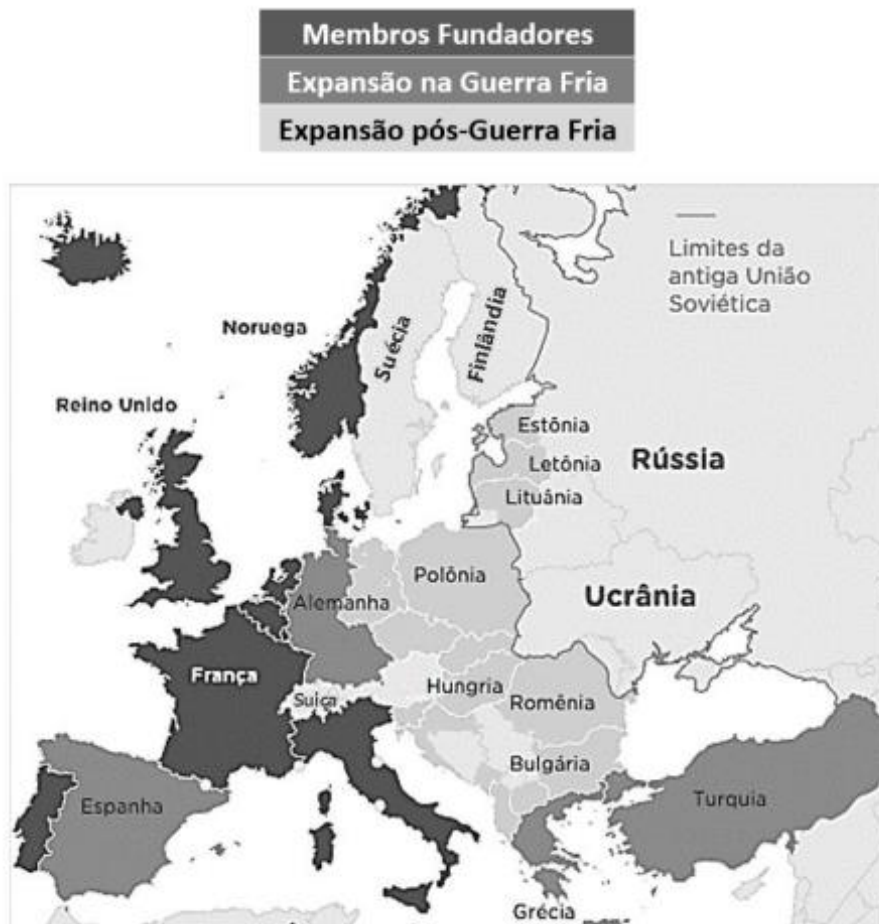 Membros Fundadores
Expansão na Guerra Fria
Expansão pós-Guerra Fria
Limites da
antiga União
Soviética
Noruega
Suécia
Finlândia
Reino Unido
Estônia
Letônia
Rússia
Lituânia
Polônia
Ucrânia
Alemanha
França
Suiça
Hungria
Romênia
Bulgária
Espanha
Turquia
Grécia